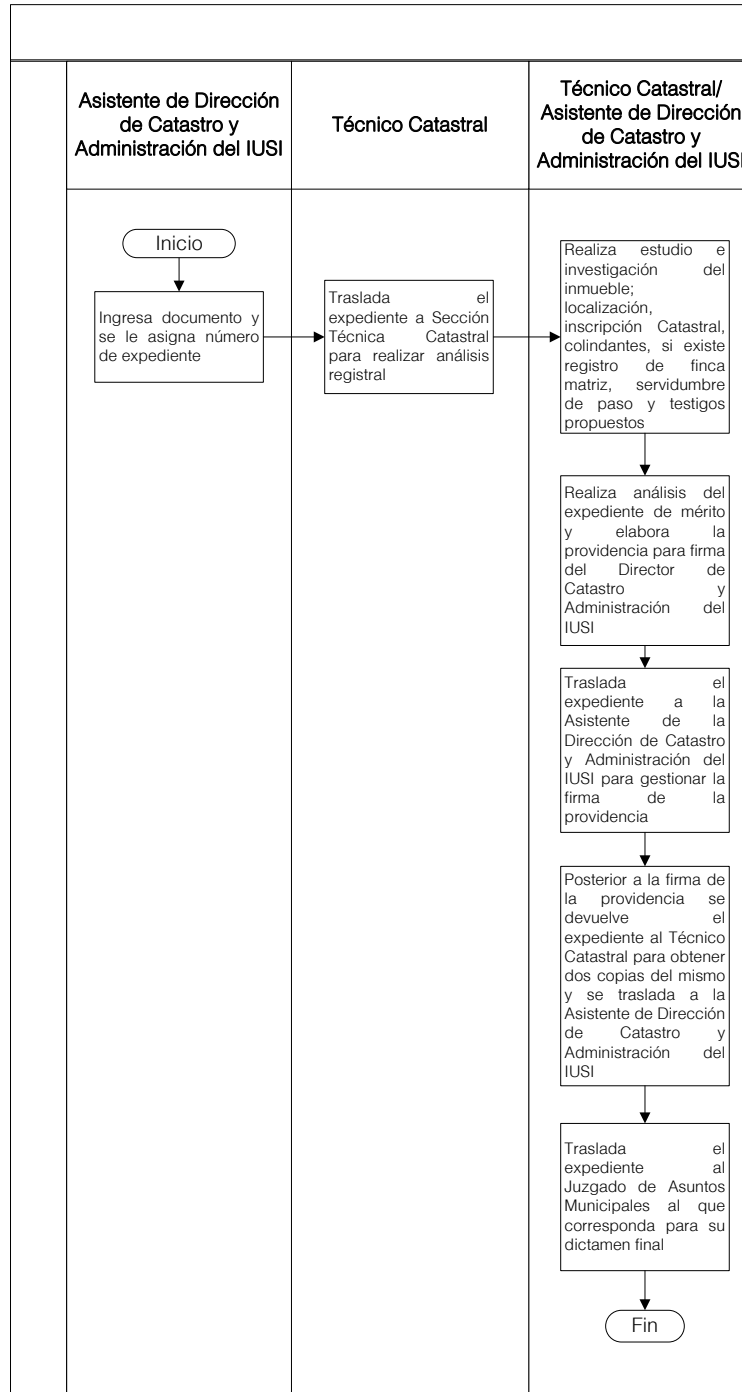 Asistente de Dirección
de Catastro y
Administración del IUSI
Técnico Catastral
Técnico Catastral/
Asistente de Dirección
de Catastro y
Administración del IUSI
Inicio
Ingresa documento y
se le asigna número
de expediente
Traslada el
expediente a Sección
Técnica Catastral
para realizar análisis
registral
Realiza estudio e
investigación del
inmueble;
localización,
inscripción Catastral,
colindantes, si existe
registro de finca
matriz, servidumbre
de paso y testigos
propuestos
Realiza análisis del
expediente de mérito
y elabora la
providencia para firma
del Director de
Catastro y
Administración del
IUSI
Traslada el
expediente a la
Asistente de la
Dirección de Catastro
y Administración del
IUSI para gestionar la
firma de la
providencia
Posterior a la firma de
la providencia se
devuelve el
expediente al Técnico
Catastral para obtener
dos copias del mismo
y se traslada a la
Asistente de Dirección
de Catastro y
Administración del
IUSI
Traslada el
expediente al
Juzgado de Asuntos
Municipales al que
corresponda para su
dictamen final
Fin